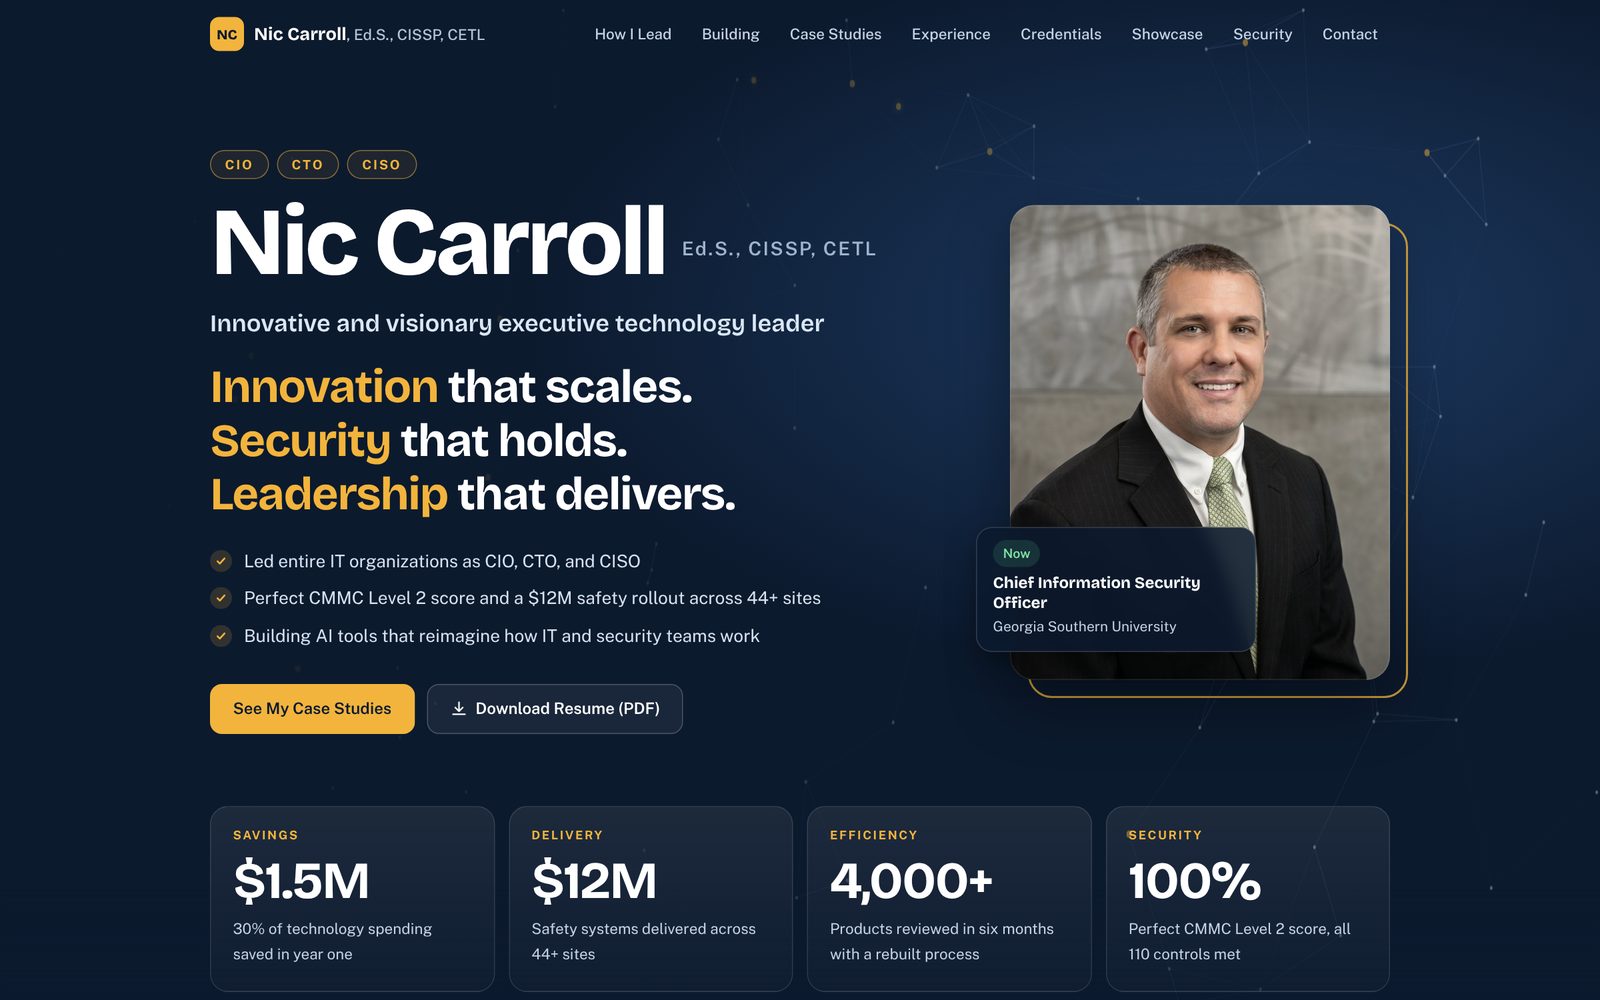 NC Nic Carroll, Ed.S., CISSP, CETL How I Lead Building Case Studies Experience Credentials Showcase Security Contact
CIO CTO CISO
Nic Carroll Ed.S., CISSP, CETL
Innovative and visionary executive technology leader
Innovation that scales.
Security that holds.
Leadership that delivers.
Led entire IT organizations as CIO, CTO, and CISO
Perfect CMMC Level 2 score and a $12M safety rollout across 44+ sites
Building AI tools that reimagine how IT and security teams work
See My Case Studies Download Resume (PDF)
Now
Chief Information Security
Officer
Georgia Southern University
SAVINGS
$1.5M
30% of technology spending
saved in year one
DELIVERY
$12M
Safety systems delivered across
44+ sites
EFFICIENCY
4,000+
Products reviewed in six months
with a rebuilt process
SECURITY
100%
Perfect CMMC Level 2 score, all
110 controls met